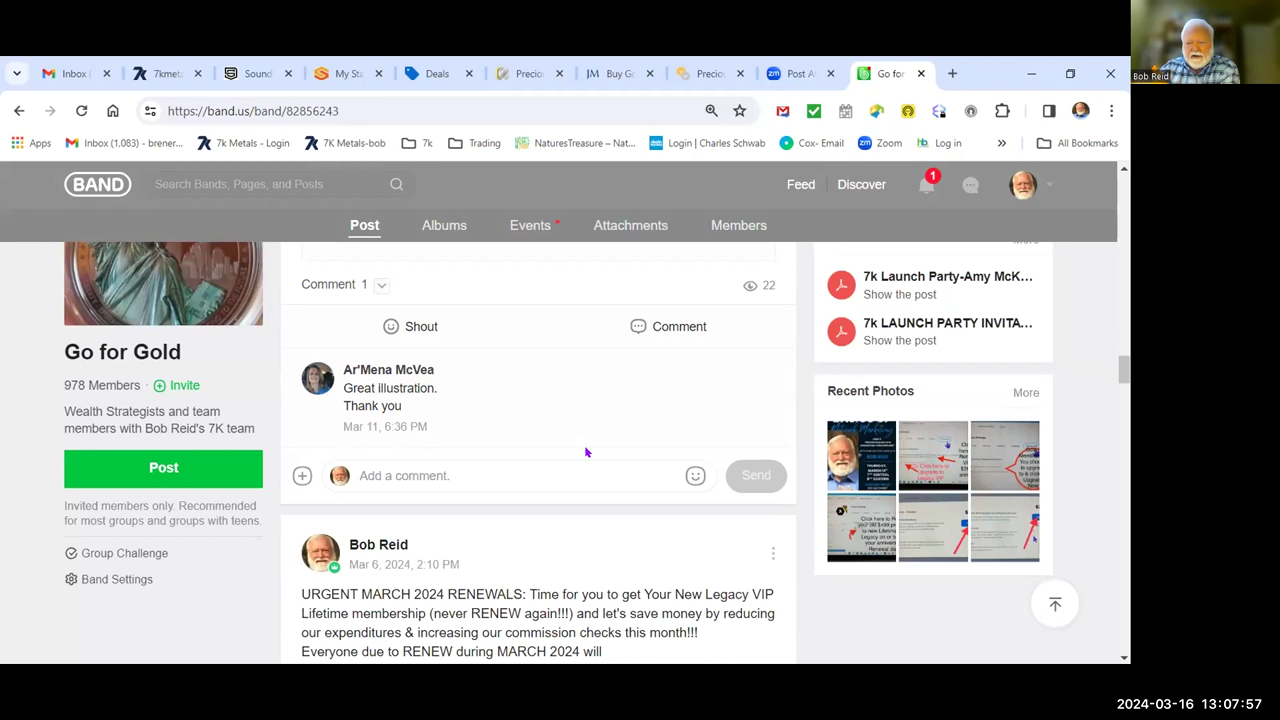 Inbox (
7kmet
Sound
My Sta
Deals
Precio
JM
Buy Go
Precio
zm
Post A
Go for
Bob Reid
https://band.us/band/82856243
Apps
Inbox (1,083) - brener...
7k Metals - Login
7K Metals-bob
7k
Trading
NaturesTreasure – Nat...
Login | Charles Schwab
Cox- Email
zm
Zoom
hb
Log in
»
All Bookmarks
BAND
Search Bands, Pages, and Posts
Feed
Discover
1
Post
Albums
Events
Attachments
Members
Comment 1
22
Shout
Comment
Ar'Mena McVea
Great illustration.
Thank you
Mar 11, 6:36 PM
Add a comment.
Send
Bob Reid
Mar 6, 2024, 2:10 PM
URGENT MARCH 2024 RENEWALS: Time for you to get Your New Legacy VIP
Lifetime membership (never RENEW again!!!) and let's save money by reducing
our expenditures & increasing our commission checks this month!!!
Everyone due to RENEW during MARCH 2024 will
Go for Gold
978 Members · Invite
Wealth Strategists and team
members with Bob Reid's 7K team
Post
Invited members only. Recommended
for most groups and groups with teens.
Group Challenge
Band Settings
7k Launch Party-Amy McK...
Show the post
7k LAUNCH PARTY INVITA...
Show the post
Recent Photos
More
BOB REID
2024-03-16 13:07:57